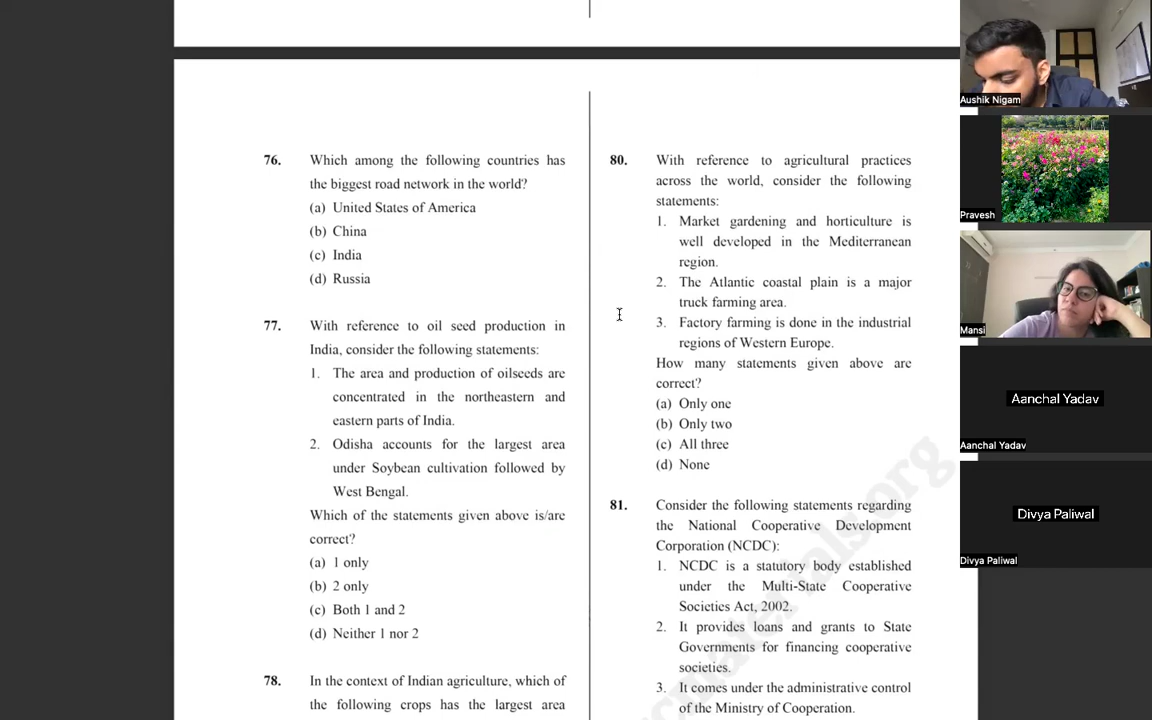 76. Which among the following countries has
the biggest road network in the world?
(a) United States of America
(b) China
(c) India
(d) Russia
77. With reference to oil seed production in
India, consider the following statements:
1. The area and production of oilseeds are
concentrated in the northeastern and
eastern parts of India.
2. Odisha accounts for the largest area
under Soybean cultivation followed by
West Bengal.
Which of the statements given above is/are
correct?
(a) 1 only
(b) 2 only
(c) Both 1 and 2
(d) Neither 1 nor 2
78. In the context of Indian agriculture, which of
the following crops has the largest area
80. With reference to agricultural practices
across the world, consider the following
statements:
1. Market gardening and horticulture is
well developed in the Mediterranean
region.
2. The Atlantic coastal plain is a major
truck farming area.
3. Factory farming is done in the industrial
regions of Western Europe.
How many statements given above are
correct?
(a) Only one
(b) Only two
(c) All three
(d) None
81. Consider the following statements regarding
the National Cooperative Development
Corporation (NCDC):
1. NCDC is a statutory body established
under the Multi-State Cooperative
Societies Act, 2002.
2. It provides loans and grants to State
Governments for financing cooperative
societies.
3. It comes under the administrative control
of the Ministry of Cooperation.
Aushik Nigam
Pravesh
Mansi
Aanchal Yadav
Aanchal Yadav
Divya Paliwal
Divya Paliwal